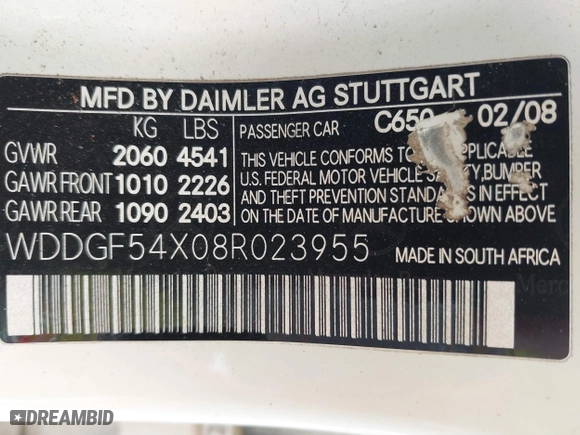 MFD BY DAIMLER AG STUTTGART
KG LBS PASSENGER CAR C650 02/08
GVWR 2060 4541 THIS VEHICLE CONFORMS TO APPLICABLE
GAWR FRONT 1010 2226 U.S. FEDERAL MOTOR VEHICLE SAFETY, BUMPER
GAWR REAR 1090 2403 AND THEFT PREVENTION STANDARDS IN EFFECT
ON THE DATE OF MANUFACTURE SHOWN ABOVE.
WDDGF54X08R023955 MADE IN SOUTH AFRICA
DREAMBID